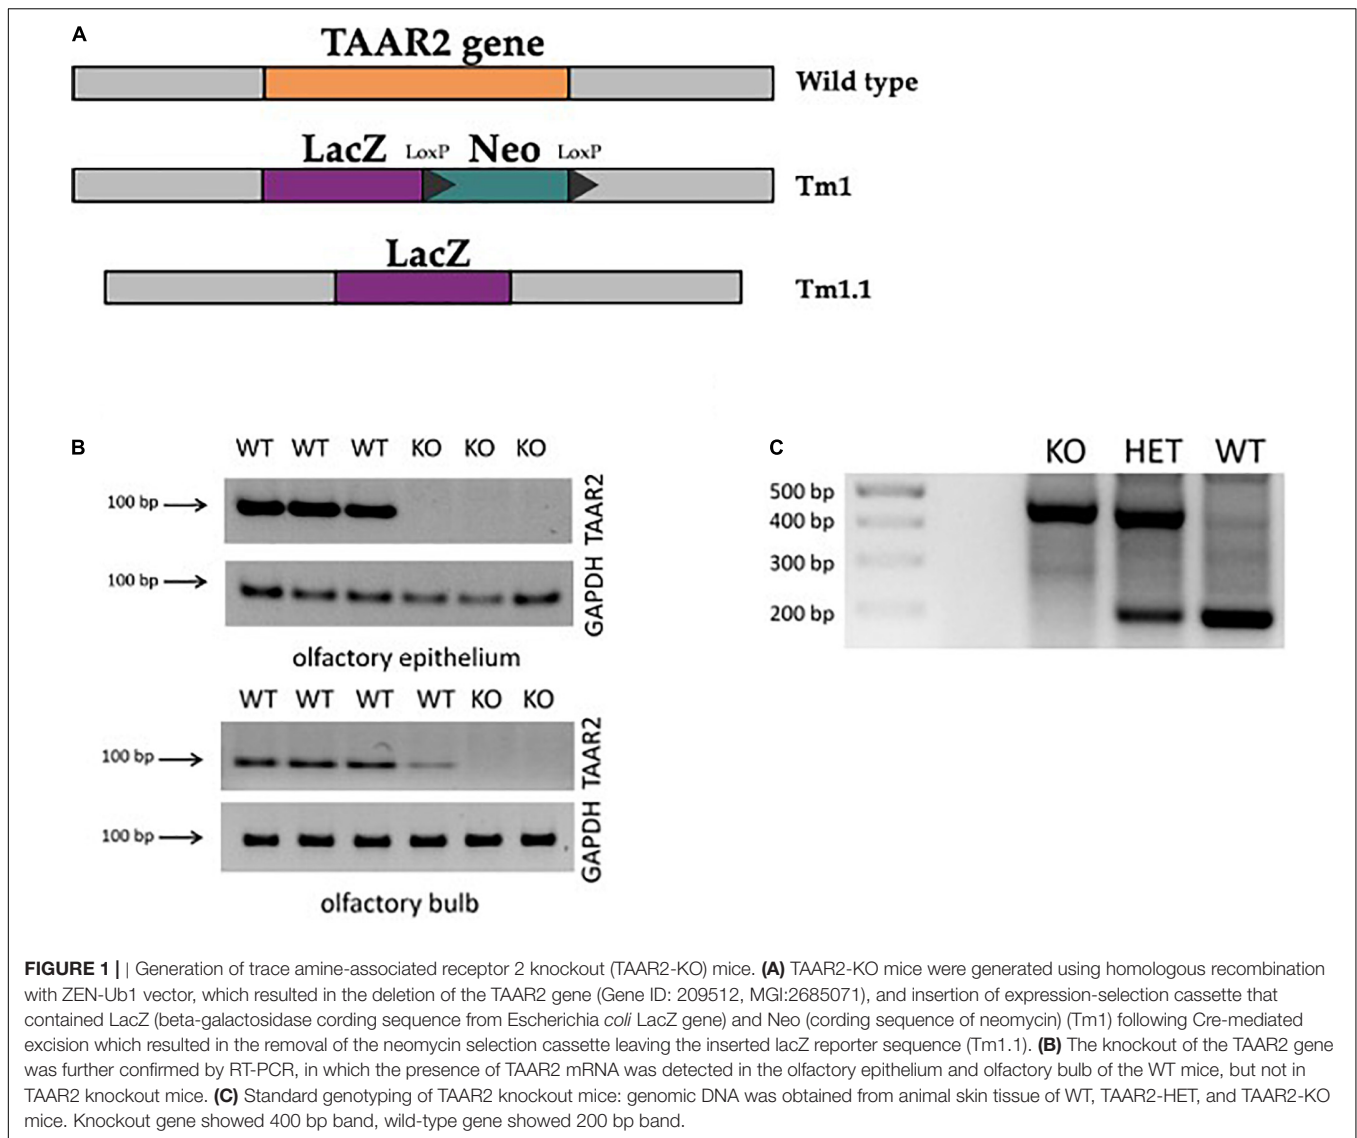 A
TAAR2 gene
Wild type
LacZ LoxP Neo LoxP
Tm1
LacZ
Tm1.1
B
WT WT WT KO KO KO
100 bp
TAAR2
100 bp
GAPDH
olfactory epithelium
WT WT WT WT KO KO
100 bp
TAAR2
100 bp
GAPDH
olfactory bulb
C
KO HET WT
500 bp
400 bp
300 bp
200 bp
FIGURE 1 | | Generation of trace amine-associated receptor 2 knockout (TAAR2-KO) mice. (A) TAAR2-KO mice were generated using homologous recombination
with ZEN-Ub1 vector, which resulted in the deletion of the TAAR2 gene (Gene ID: 209512, MGI:2685071), and insertion of expression-selection cassette that
contained LacZ (beta-galactosidase cording sequence from Escherichia coli LacZ gene) and Neo (cording sequence of neomycin) (Tm1) following Cre-mediated
excision which resulted in the removal of the neomycin selection cassette leaving the inserted lacZ reporter sequence (Tm1.1). (B) The knockout of the TAAR2 gene
was further confirmed by RT-PCR, in which the presence of TAAR2 mRNA was detected in the olfactory epithelium and olfactory bulb of the WT mice, but not in
TAAR2 knockout mice. (C) Standard genotyping of TAAR2 knockout mice: genomic DNA was obtained from animal skin tissue of WT, TAAR2-HET, and TAAR2-KO
mice. Knockout gene showed 400 bp band, wild-type gene showed 200 bp band.